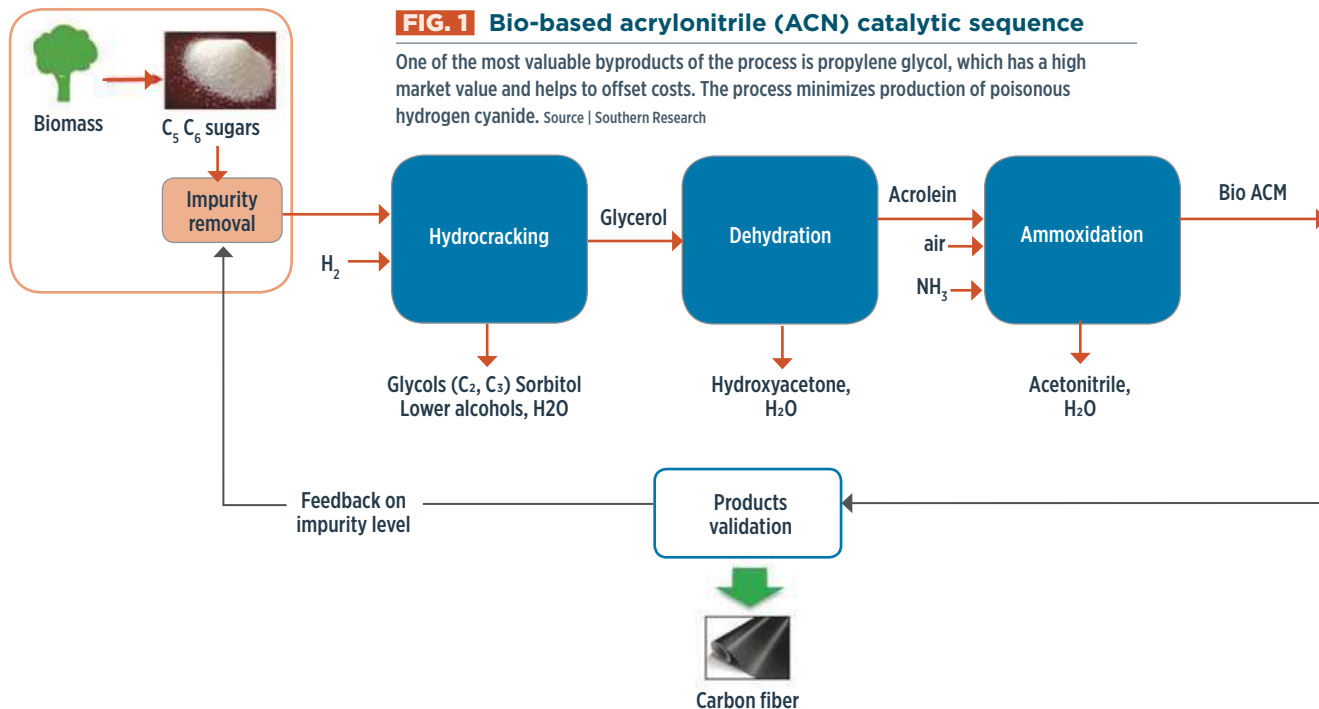 FIG. 1 Bio-based acrylonitrile (ACN) catalytic sequence
One of the most valuable byproducts of the process is propylene glycol, which has a high
market value and helps to offset costs. The process minimizes production of poisonous
hydrogen cyanide. Source | Southern Research
Biomass
C₅ C₆ sugars
Impurity
removal
H₂
Hydrocracking
Glycerol
Dehydration
Acrolein
air
NH₃
Ammoxidation
Bio ACM
Glycols (C₂, C₃) Sorbitol
Lower alcohols, H2O
Hydroxyacetone,
H₂O
Acetonitrile,
H₂O
Feedback on
impurity level
Products
validation
Carbon fiber